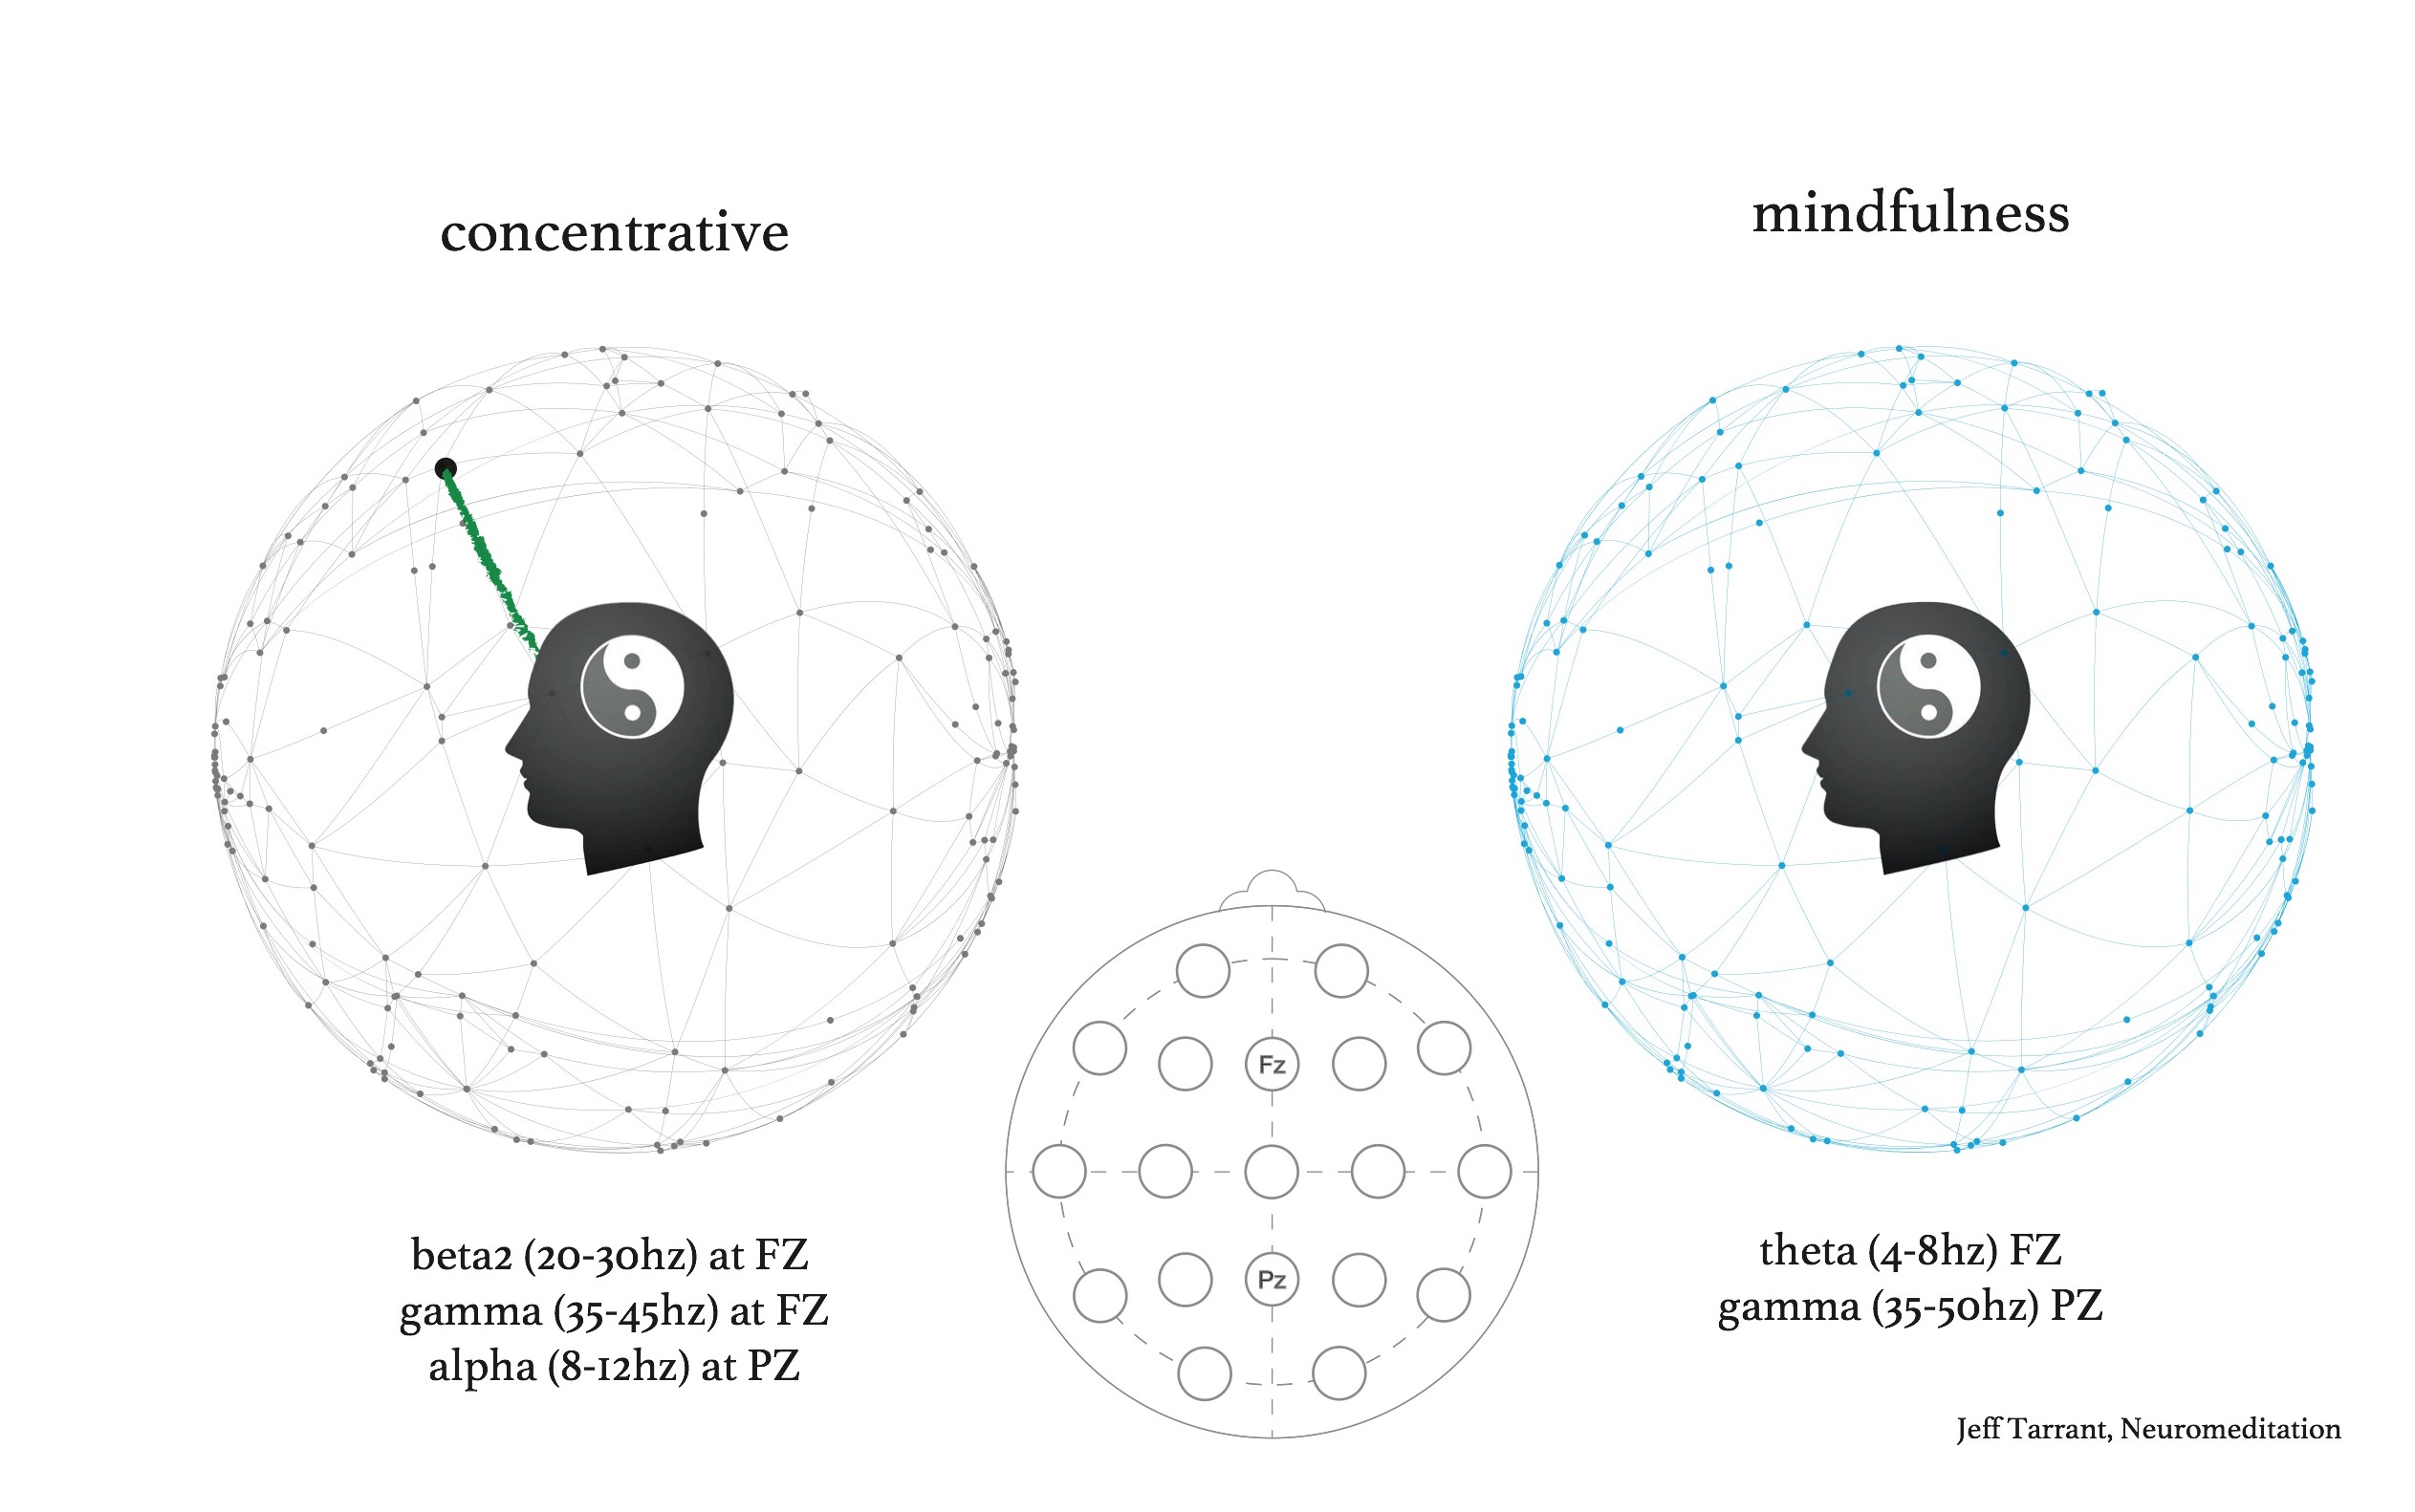 concentrative
mindfulness
Fz
Pz
beta2 (20-30hz) at FZ
gamma (35-45hz) at FZ
alpha (8-12hz) at PZ
theta (4-8hz) FZ
gamma (35-50hz) PZ
Jeff Tarrant, Neuromeditation